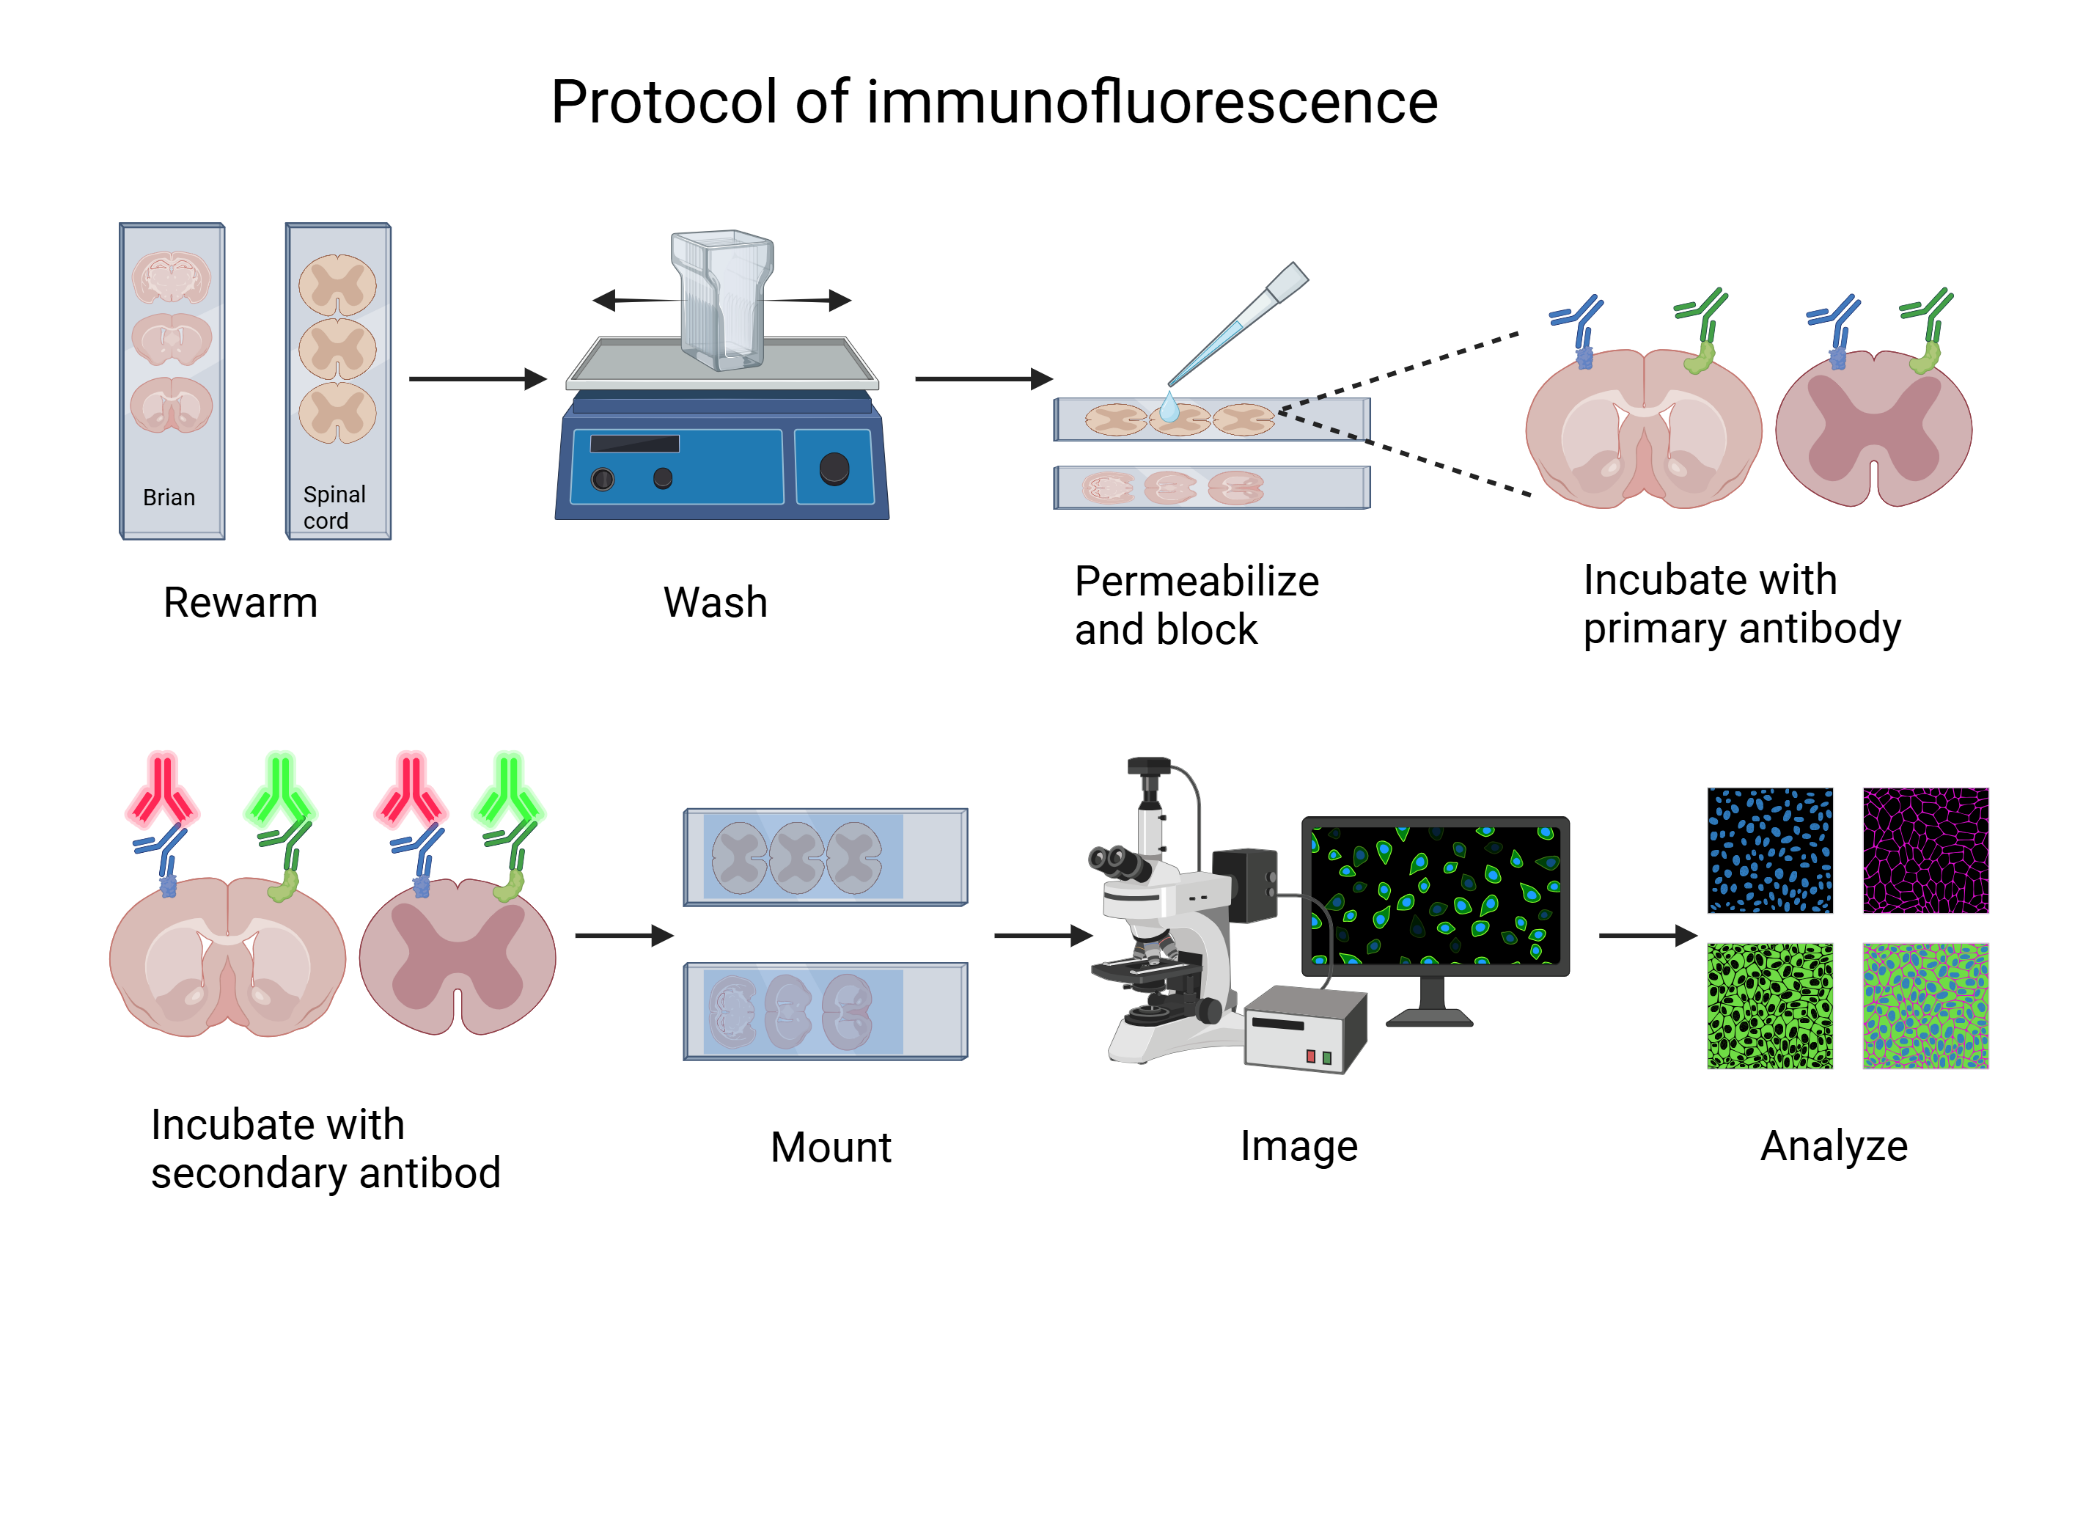 Protocol of immunofluorescence
Brian
Spinal
cord
Rewarm
Wash
Permeabilize
and block
Incubate with
primary antibody
Incubate with
secondary antibod
Mount
Image
Analyze